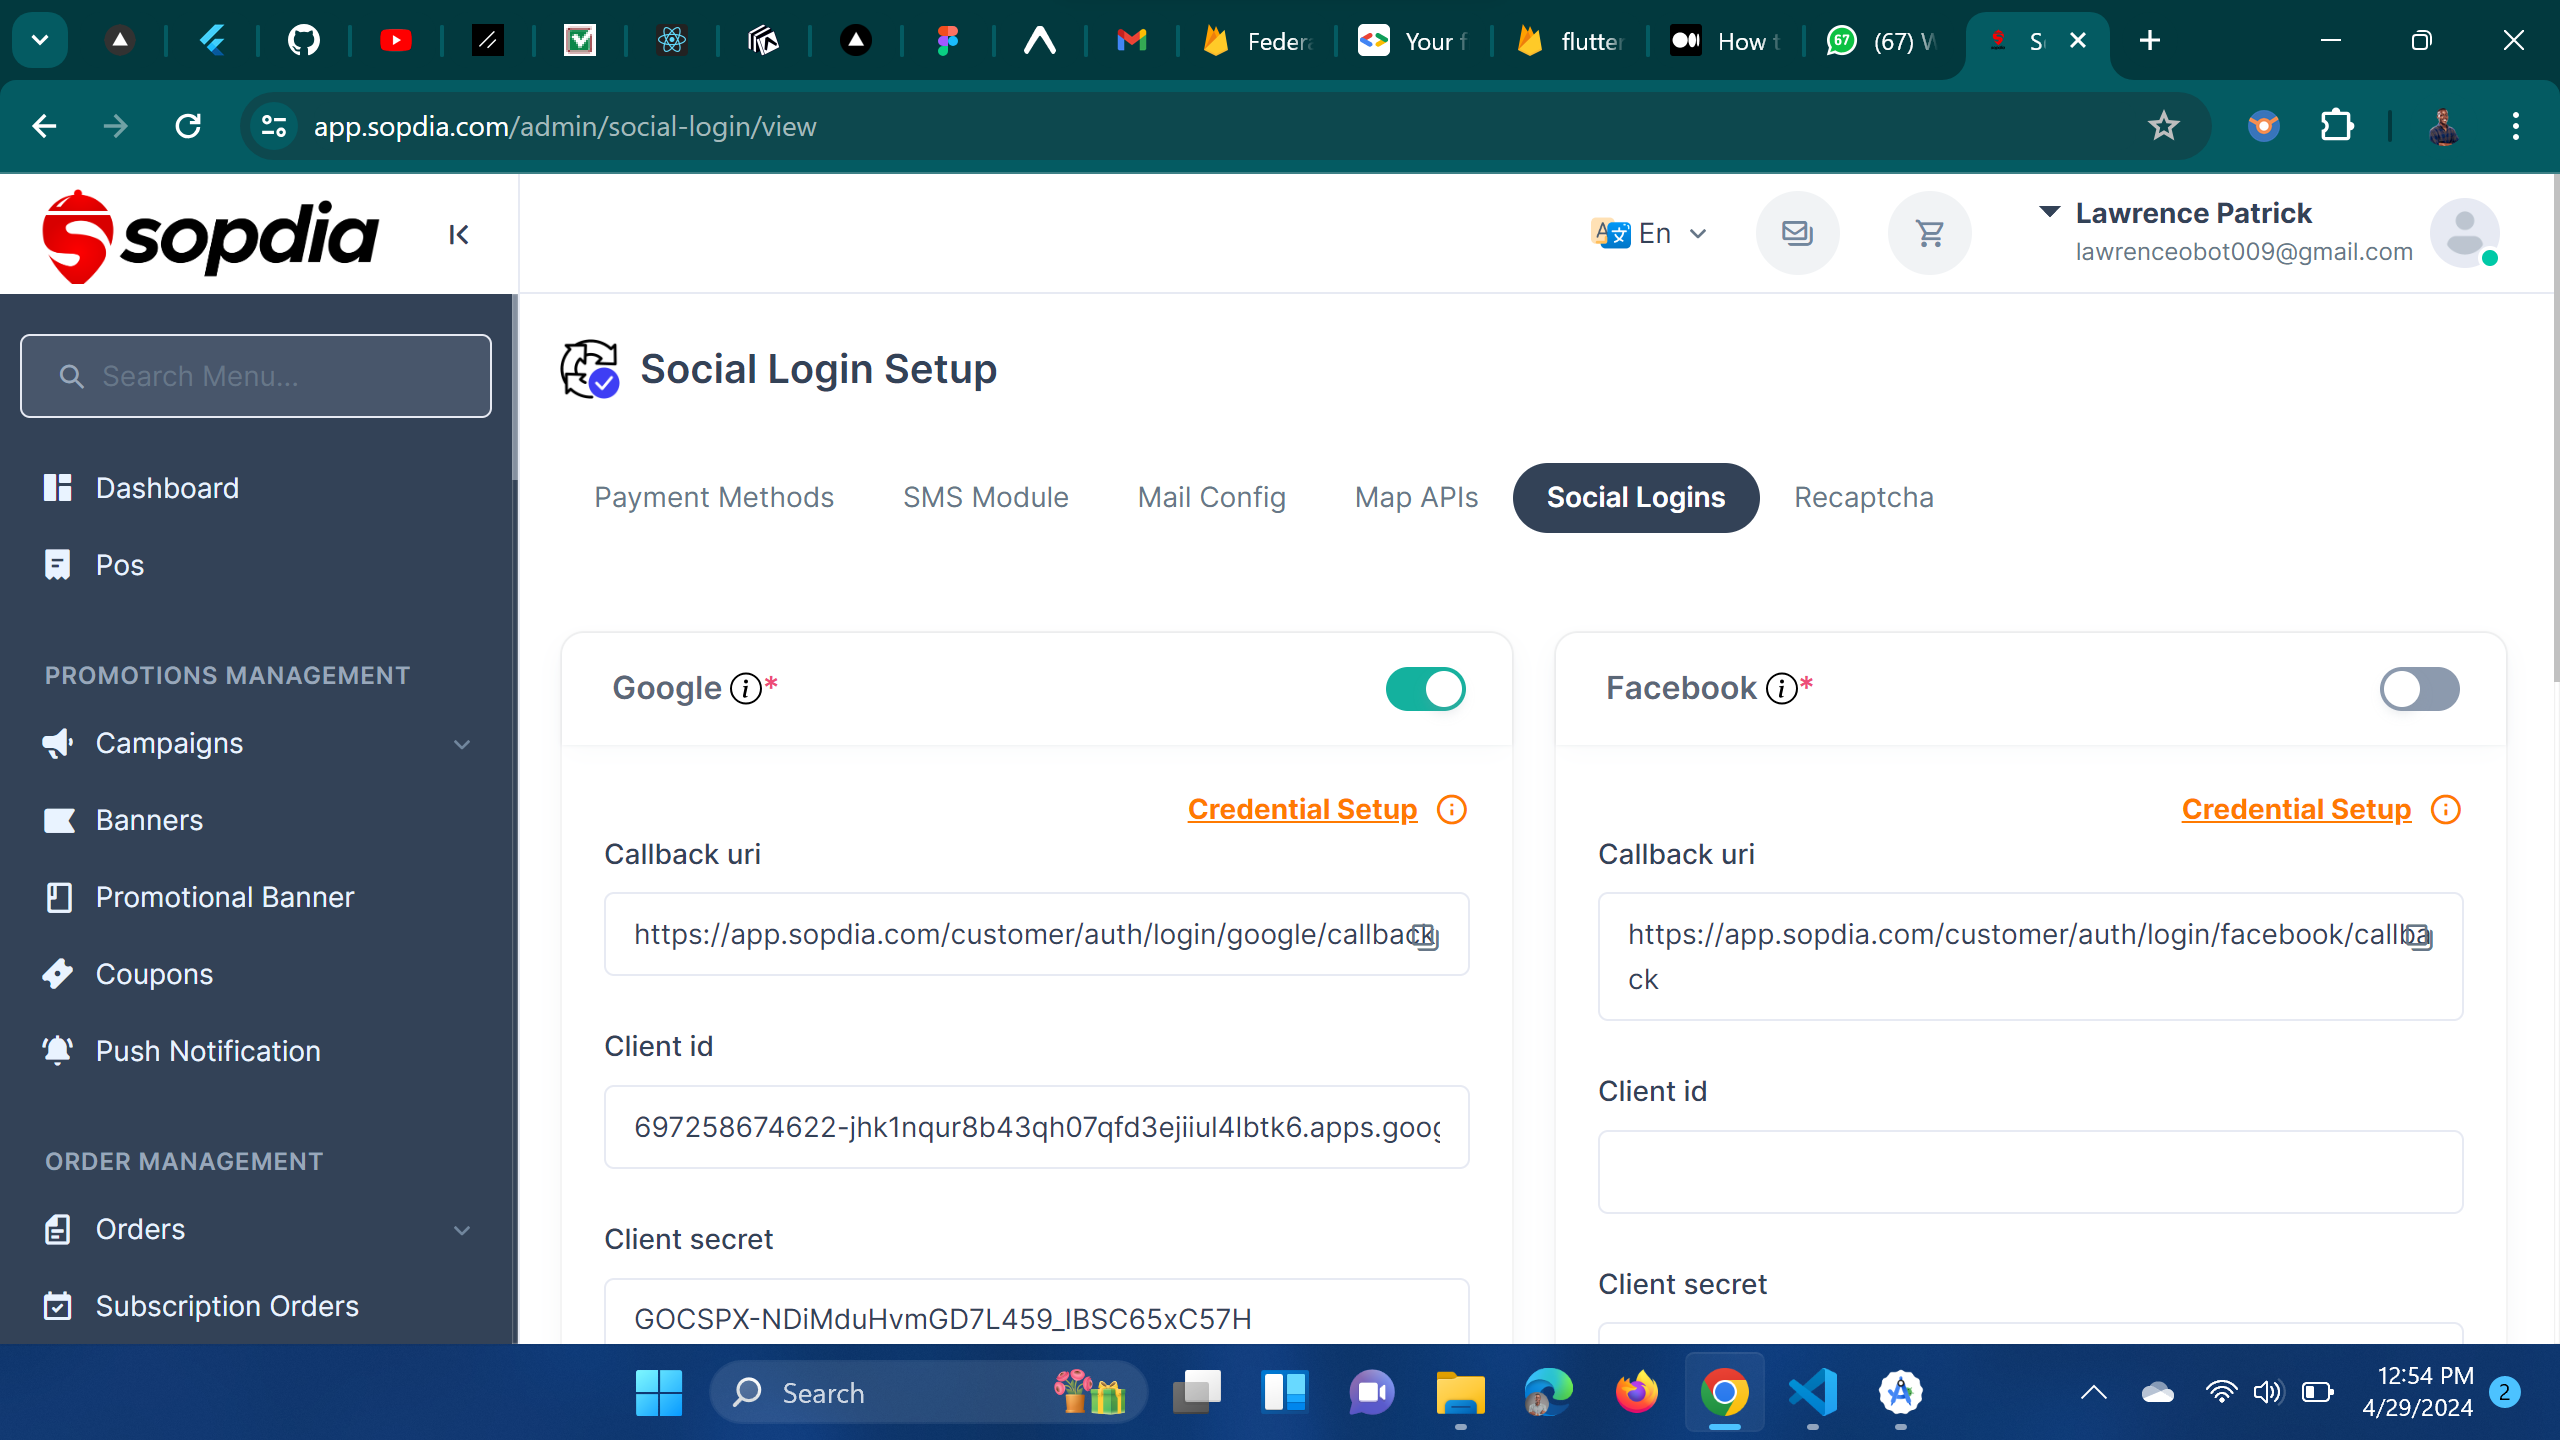 Federa
Your f
flutter
How t
67
(67) W
S
app.sopdia.com/admin/social-login/view
sopdia
En
Lawrence Patrick
lawrenceobot009@gmail.com
Search Menu...
Dashboard
Pos
PROMOTIONS MANAGEMENT
Campaigns
Banners
Promotional Banner
Coupons
Push Notification
ORDER MANAGEMENT
Orders
Subscription Orders
Social Login Setup
Payment Methods
SMS Module
Mail Config
Map APIs
Social Logins
Recaptcha
Google *
Credential Setup
Callback uri
https://app.sopdia.com/customer/auth/login/google/callback
Client id
697258674622-jhk1nqur8b43qh07qfd3ejiiul4lbtk6.apps.goog
Client secret
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
Facebook *
Credential Setup
Callback uri
https://app.sopdia.com/customer/auth/login/facebook/callba
ck
Client id
Client secret
Search
12:54 PM
4/29/2024
2